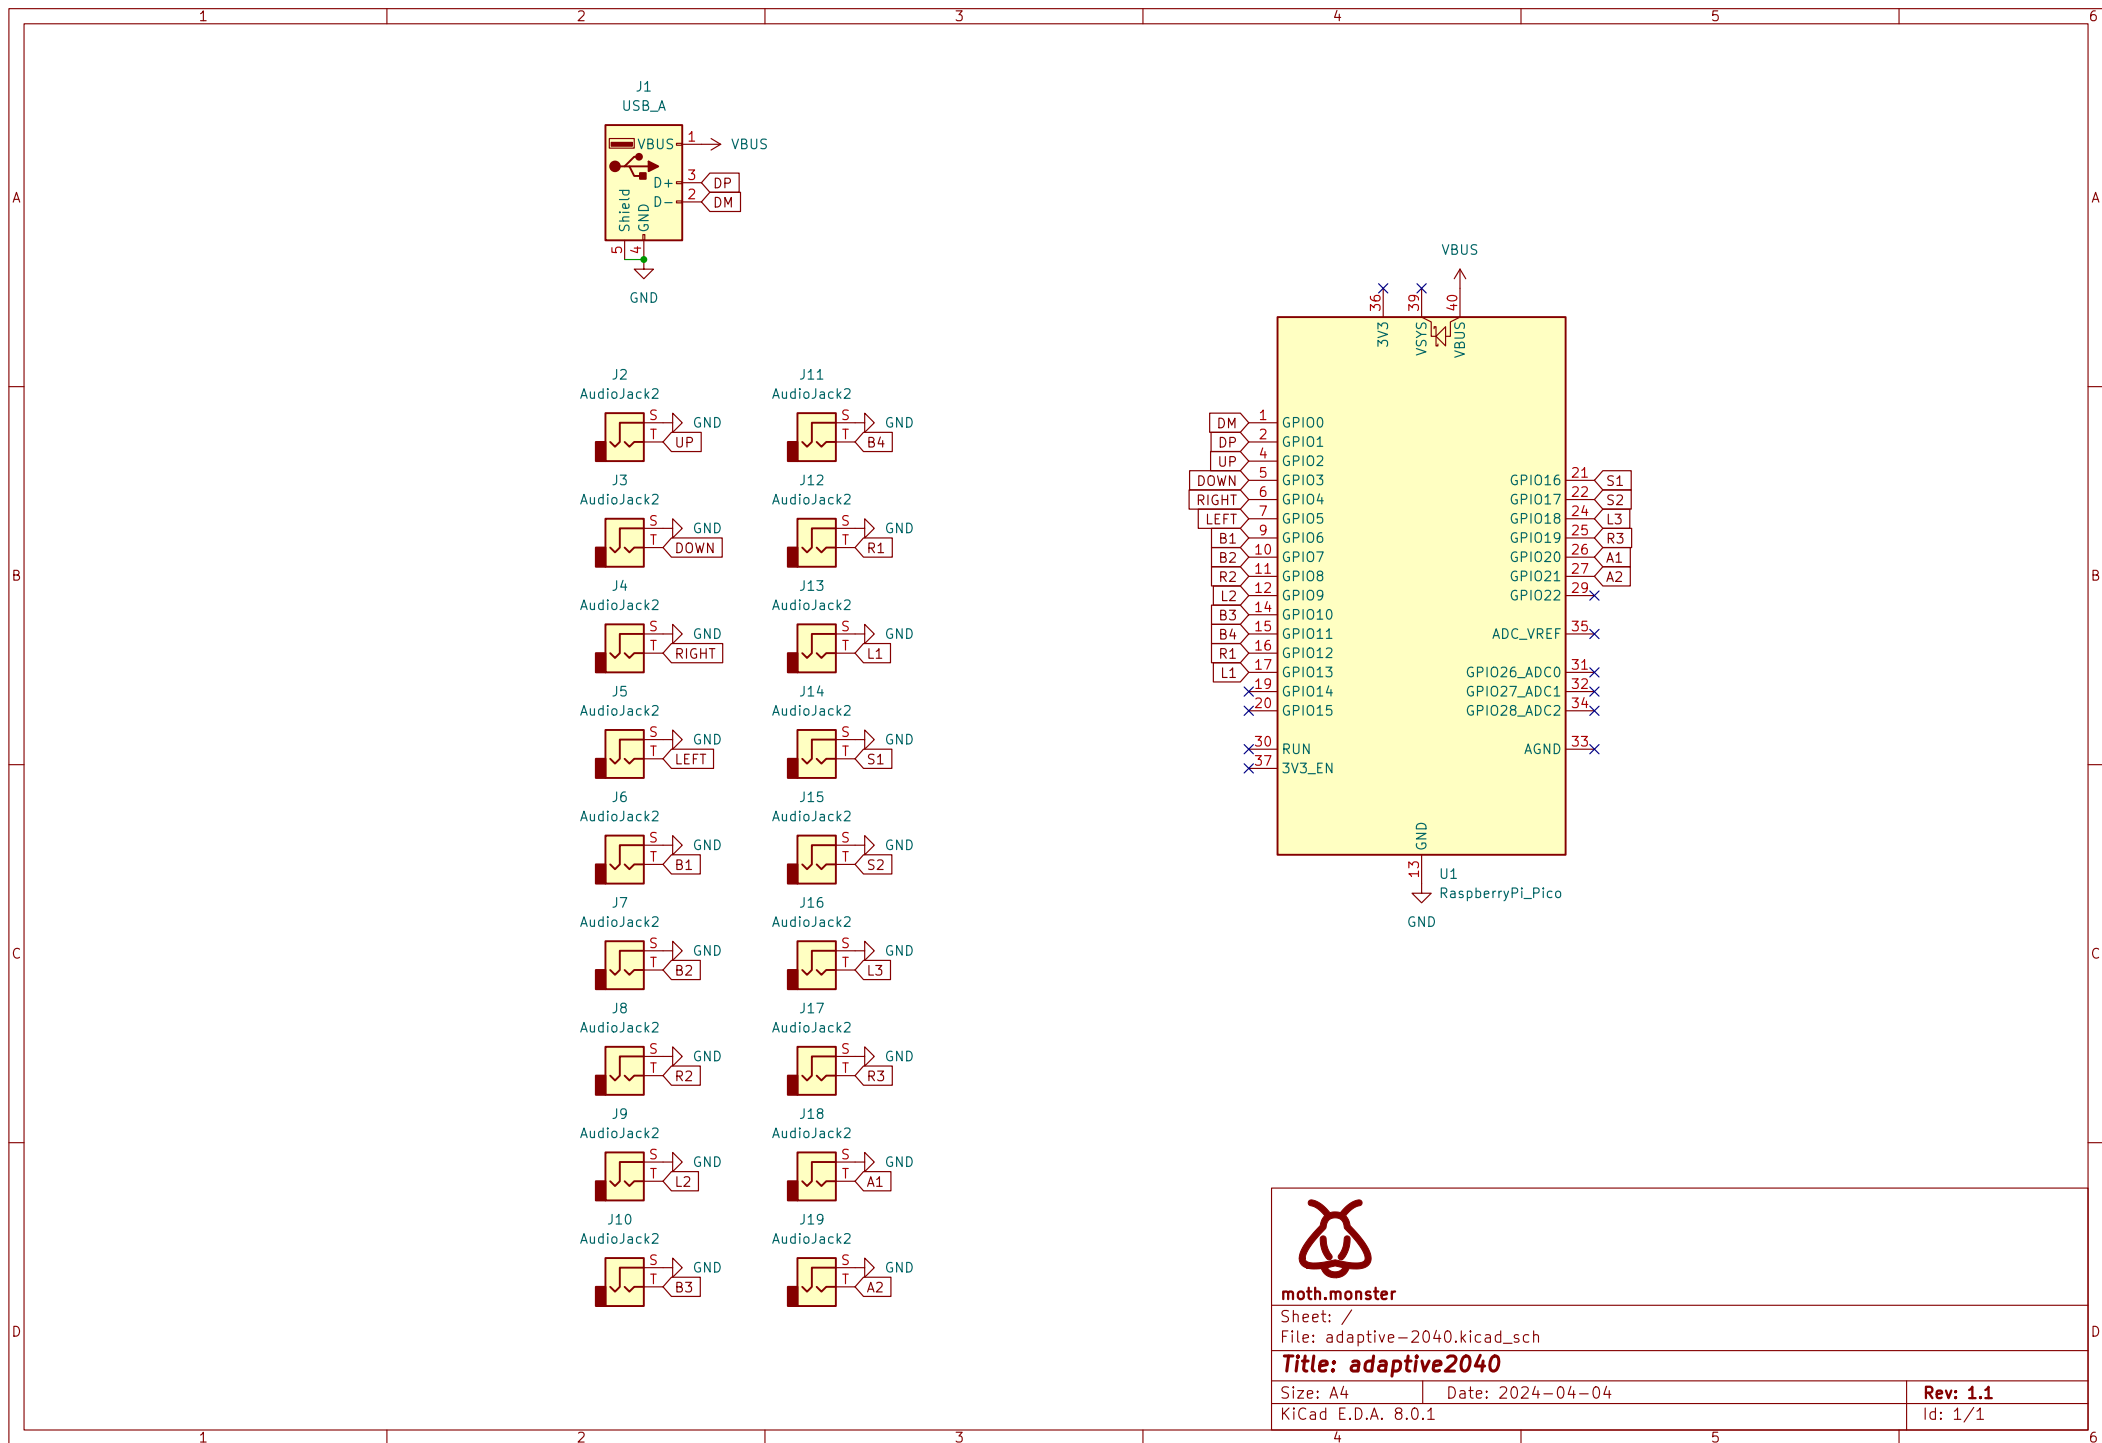 1 2 3 4 5 6
A A
B B
C C
D D
J1
USB_A
VBUS 1 VBUS
D+ 3 DP
D- 2 DM
Shield GND
5 4
GND
J2
AudioJack2
S GND
T UP
J3
AudioJack2
S GND
T DOWN
J4
AudioJack2
S GND
T RIGHT
J5
AudioJack2
S GND
T LEFT
J6
AudioJack2
S GND
T B1
J7
AudioJack2
S GND
T B2
J8
AudioJack2
S GND
T R2
J9
AudioJack2
S GND
T L2
J10
AudioJack2
S GND
T B3
J11
AudioJack2
S GND
T B4
J12
AudioJack2
S GND
T R1
J13
AudioJack2
S GND
T L1
J14
AudioJack2
S GND
T S1
J15
AudioJack2
S GND
T S2
J16
AudioJack2
S GND
T L3
J17
AudioJack2
S GND
T R3
J18
AudioJack2
S GND
T A1
J19
AudioJack2
S GND
T A2
VBUS
36 39 40
3V3 VSYS VBUS
DM 1 GPIO0
DP 2 GPIO1
UP 4 GPIO2
DOWN 5 GPIO3
RIGHT 6 GPIO4
LEFT 7 GPIO5
B1 9 GPIO6
B2 10 GPIO7
R2 11 GPIO8
L2 12 GPIO9
B3 14 GPIO10
B4 15 GPIO11
R1 16 GPIO12
L1 17 GPIO13
19 GPIO14
20 GPIO15
30 RUN
37 3V3_EN
GPIO16 21 S1
GPIO17 22 S2
GPIO18 24 L3
GPIO19 25 R3
GPIO20 26 A1
GPIO21 27 A2
GPIO22 29
ADC_VREF 35
GPIO26_ADC0 31
GPIO27_ADC1 32
GPIO28_ADC2 34
AGND 33
GND
13
U1
RaspberryPi_Pico
GND
moth.monster
Sheet: /
File: adaptive-2040.kicad_sch
Title: adaptive2040
Size: A4 Date: 2024-04-04 Rev: 1.1
KiCad E.D.A. 8.0.1 Id: 1/1
1 2 3 4 5 6